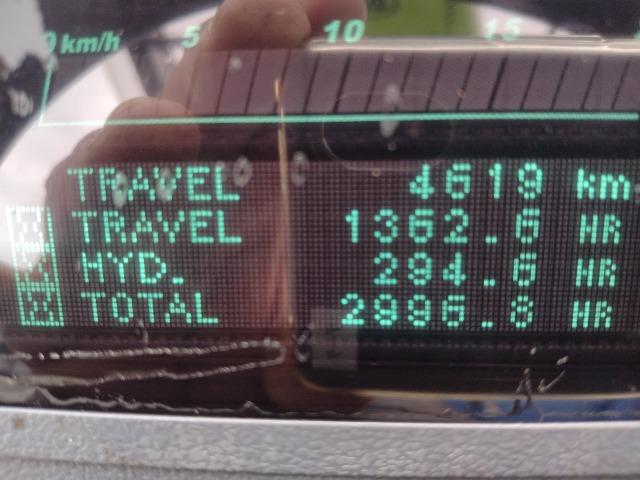 0 km/h 5 10 15
TRAVEL 4619 km
TRAVEL 1362.6 HR
HYD. 294.6 HR
TOTAL 2996.8 HR